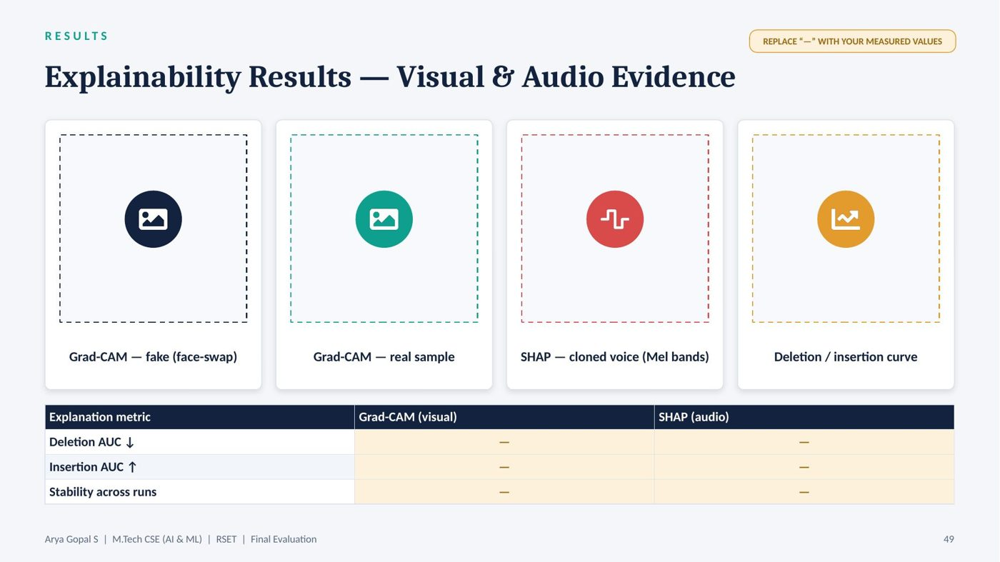 RESULTS
REPLACE “—” WITH YOUR MEASURED VALUES
Explainability Results — Visual & Audio Evidence
Grad-CAM — fake (face-swap)
Grad-CAM — real sample
SHAP — cloned voice (Mel bands)
Deletion / insertion curve
Explanation metric Grad-CAM (visual) SHAP (audio)
Deletion AUC ↓ — —
Insertion AUC ↑ — —
Stability across runs — —
Arya Gopal S | M.Tech CSE (AI & ML) | RSET | Final Evaluation
49